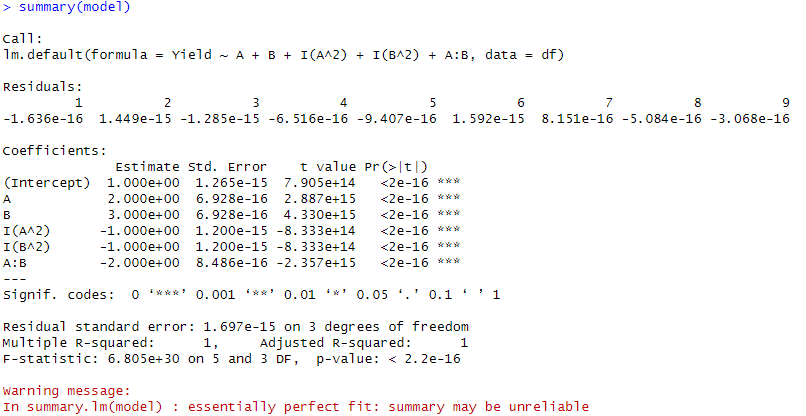 > summary(model)
Call:
lm.default(formula = Yield ~ A + B + I(A^2) + I(B^2) + A:B, data = df)
Residuals:
1 2 3 4 5 6 7 8 9
-1.636e-16 1.449e-15 -1.285e-15 -6.516e-16 -9.407e-16 1.592e-15 8.151e-16 -5.084e-16 -3.068e-16
Coefficients:
Estimate Std. Error t value Pr(>|t|)
(Intercept) 1.000e+00 1.265e-15 7.905e+14 <2e-16 ***
A 2.000e+00 6.928e-16 2.887e+15 <2e-16 ***
B 3.000e+00 6.928e-16 4.330e+15 <2e-16 ***
I(A^2) -1.000e+00 1.200e-15 -8.333e+14 <2e-16 ***
I(B^2) -1.000e+00 1.200e-15 -8.333e+14 <2e-16 ***
A:B -2.000e+00 8.486e-16 -2.357e+15 <2e-16 ***
---
Signif. codes: 0 ‘***’ 0.001 ‘**’ 0.01 ‘*’ 0.05 ‘.’ 0.1 ‘ ’ 1
Residual standard error: 1.697e-15 on 3 degrees of freedom
Multiple R-squared: 1, Adjusted R-squared: 1
F-statistic: 6.805e+30 on 5 and 3 DF, p-value: < 2.2e-16
Warning message:
In summary.lm(model) : essentially perfect fit: summary may be unreliable